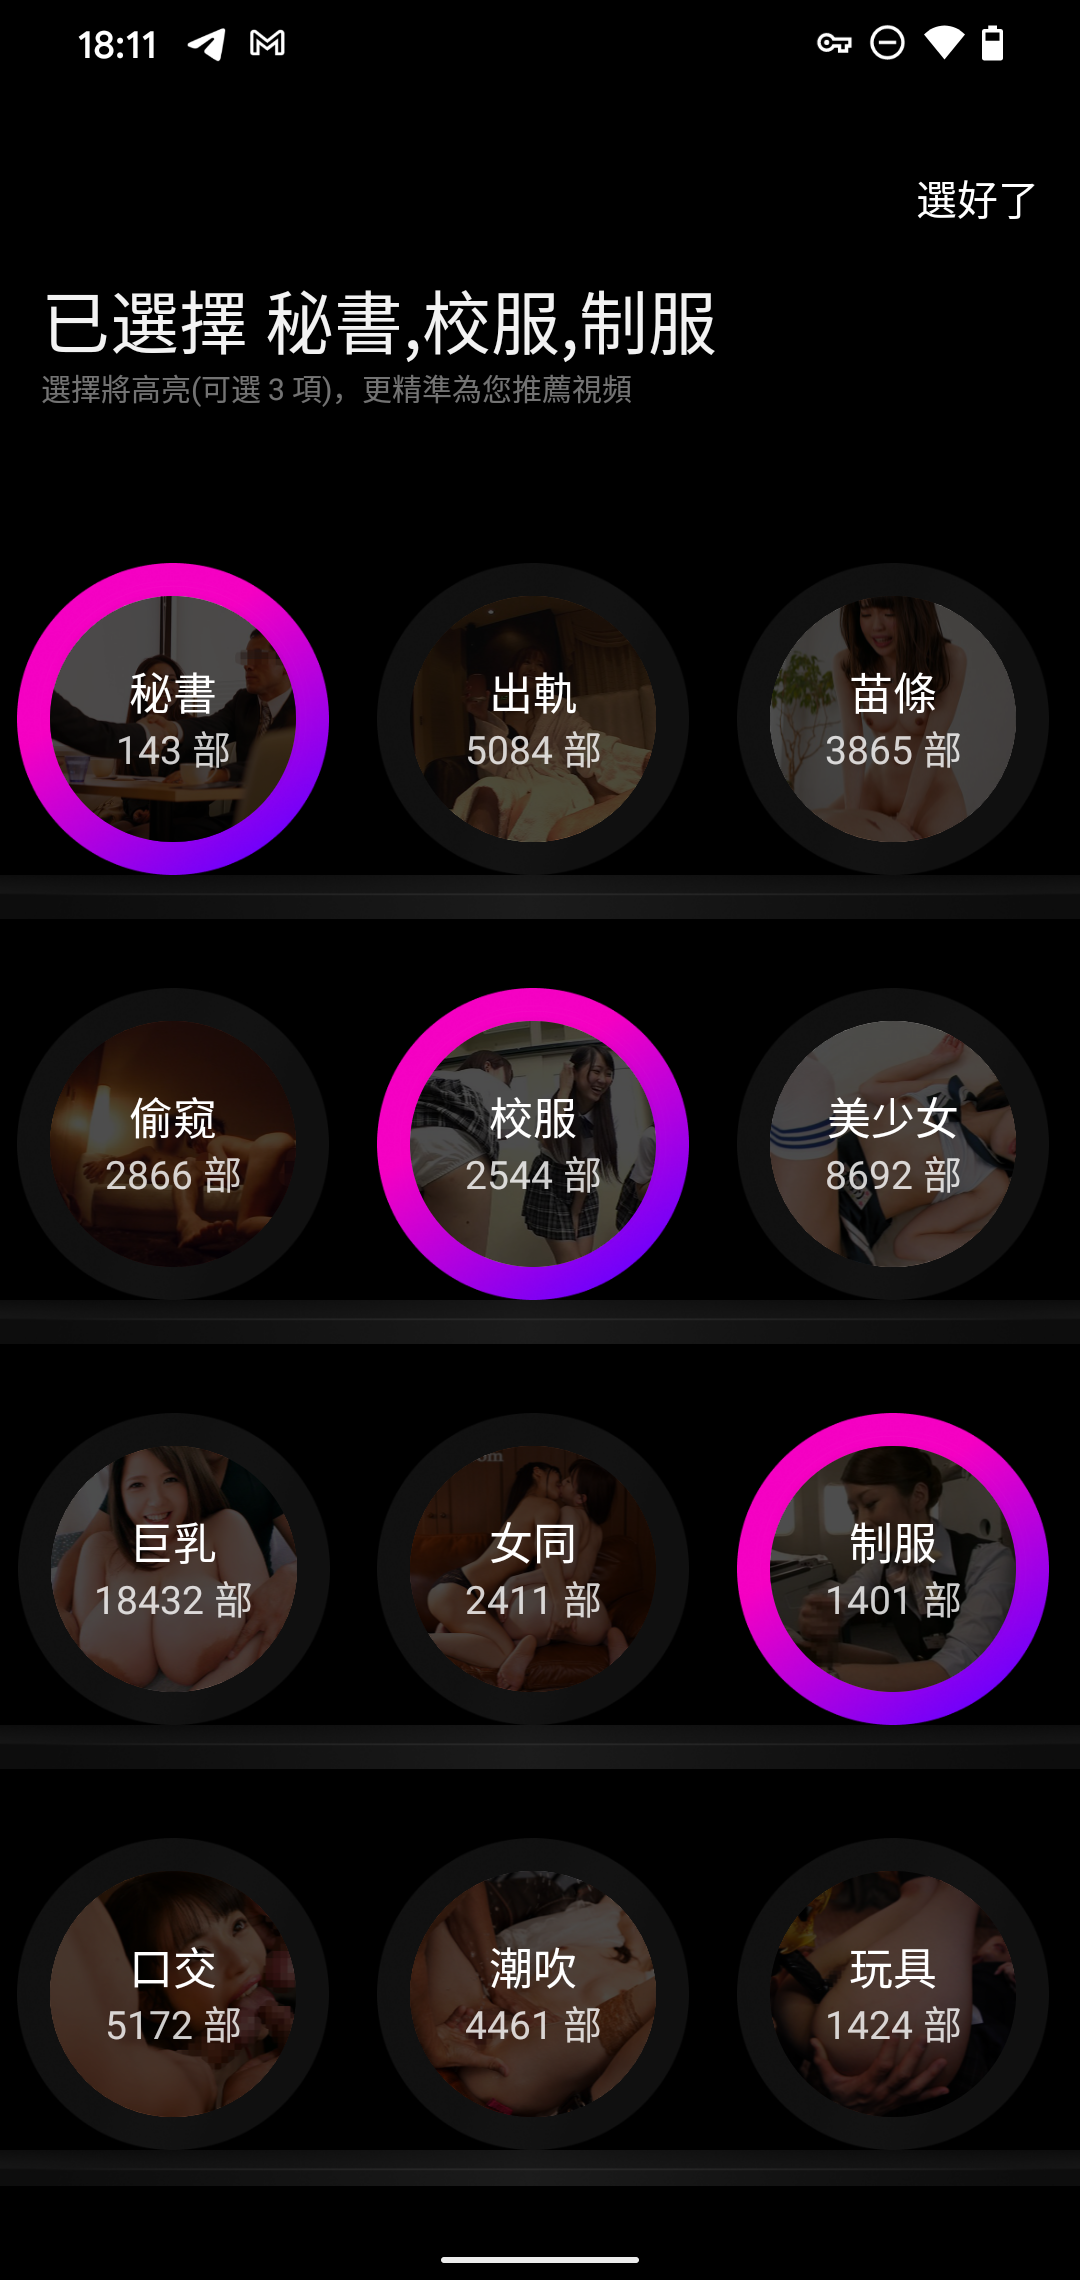 18:11
選好了
已選擇 秘書,校服,制服
選擇將高亮(可選 3 項)，更精準為您推薦視頻
秘書
143 部
出軌
5084 部
苗條
3865 部
偷窺
2866 部
校服
2544 部
美少女
8692 部
巨乳
18432 部
女同
2411 部
制服
1401 部
口交
5172 部
潮吹
4461 部
玩具
1424 部